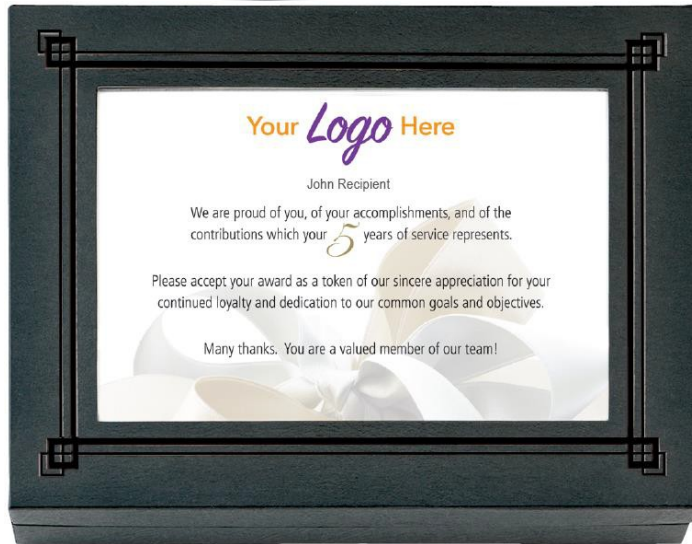 Your Logo Here
John Recipient
We are proud of you, of your accomplishments, and of the
contributions which your 5 years of service represents.
Please accept your award as a token of our sincere appreciation for your
continued loyalty and dedication to our common goals and objectives.
Many thanks. You are a valued member of our team!